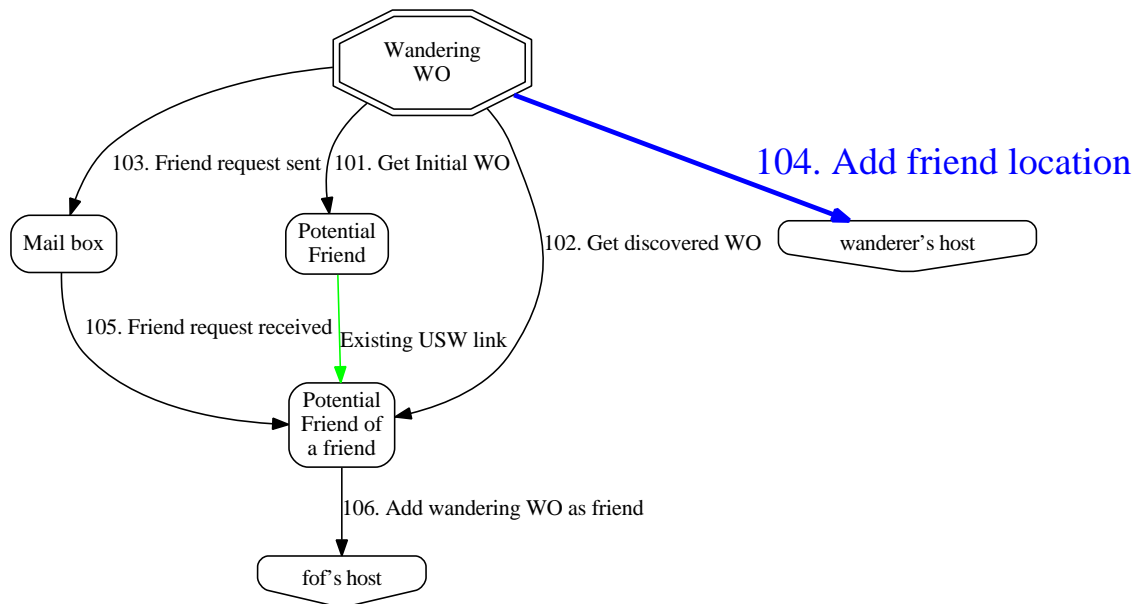 Wandering
WO
104. Add friend location
103. Friend request sent
101. Get Initial WO
Mail box
Potential
Friend
102. Get discovered WO
wanderer's host
105. Friend request received
Existing USW link
Potential
Friend of
a friend
106. Add wandering WO as friend
fof's host